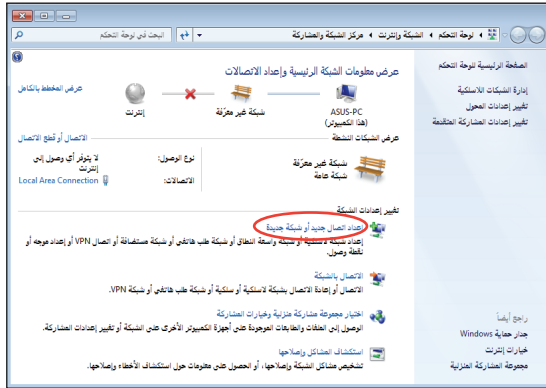 لوحة التحكم ◂ الشبكة وإنترنت ◂ مركز الشبكة والمشاركة
البحث في لوحة التحكم
الصفحة الرئيسية للوحة التحكم
إدارة الشبكات اللاسلكية
تغيير إعدادات المحول
تغيير إعدادات المشاركة المتقدمة
عرض معلومات الشبكة الرئيسية وإعداد الاتصالات
عرض المخطط بالكامل
ASUS-PC
(هذا الكمبيوتر)
شبكة غير معرّفة
إنترنت
عرض الشبكات النشطة
الاتصال أو قطع الاتصال
شبكة غير معرّفة
شبكة عامة
نوع الوصول:
لا يتوفر أي وصول إلى
إنترنت
الاتصالات:
Local Area Connection
تغيير إعدادات الشبكة
إعداد اتصال جديد أو شبكة جديدة
إعداد شبكة لاسلكية أو شبكة واسعة النطاق أو شبكة طلب هاتفي أو شبكة مستضافة أو اتصال VPN أو إعداد موجه أو
نقطة وصول.
الاتصال بالشبكة
الاتصال أو إعادة الاتصال بشبكة لاسلكية أو سلكية أو شبكة طلب هاتفي أو شبكة VPN.
اختيار مجموعة مشاركة منزلية وخيارات المشاركة
الوصول إلى الملفات والطابعات الموجودة على أجهزة الكمبيوتر الأخرى على الشبكة أو تغيير إعدادات المشاركة.
استكشاف المشاكل وإصلاحها
تشخيص مشاكل الشبكة وإصلاحها، أو الحصول على معلومات حول استكشاف الأخطاء وإصلاحها.
راجع أيضاً
جدار حماية Windows
خيارات إنترنت
مجموعة المشاركة المنزلية